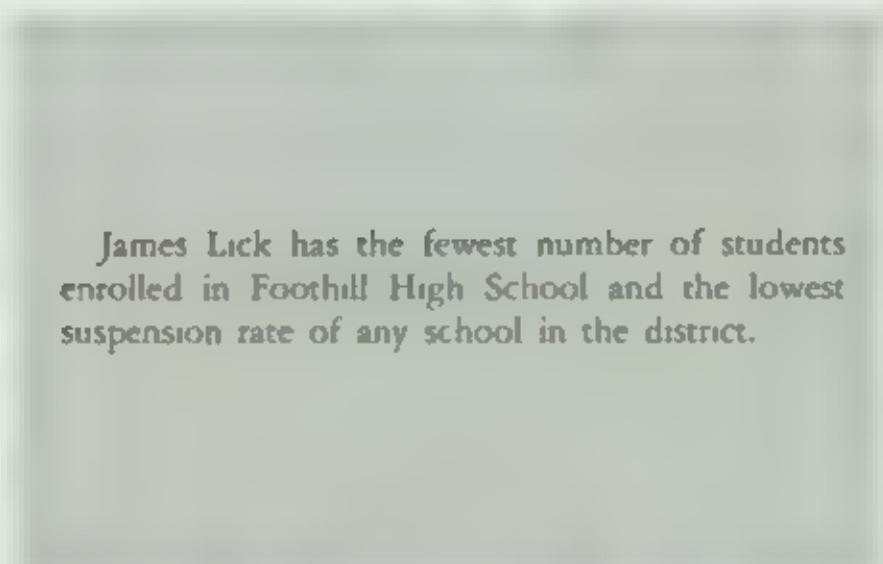 James Lick has the fewest number of students
enrolled in Foothill High School and the lowest
suspension rate of any school in the district.